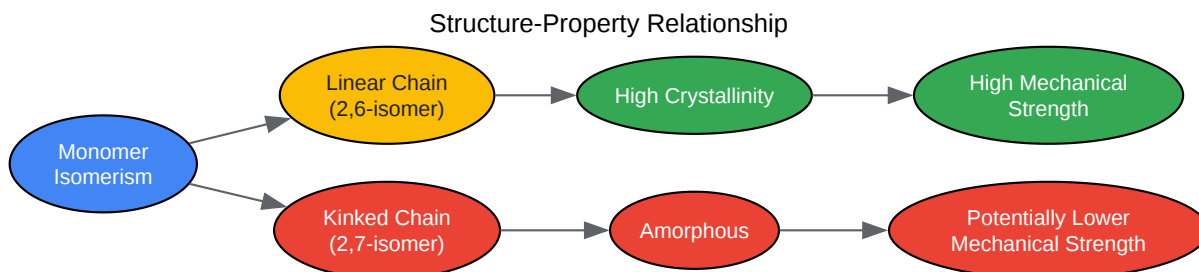 Structure-Property Relationship
Linear Chain
(2,6-isomer)
High Crystallinity
High Mechanical
Strength
Monomer
Isomerism
Kinked Chain
(2,7-isomer)
Amorphous
Potentially Lower
Mechanical Strength